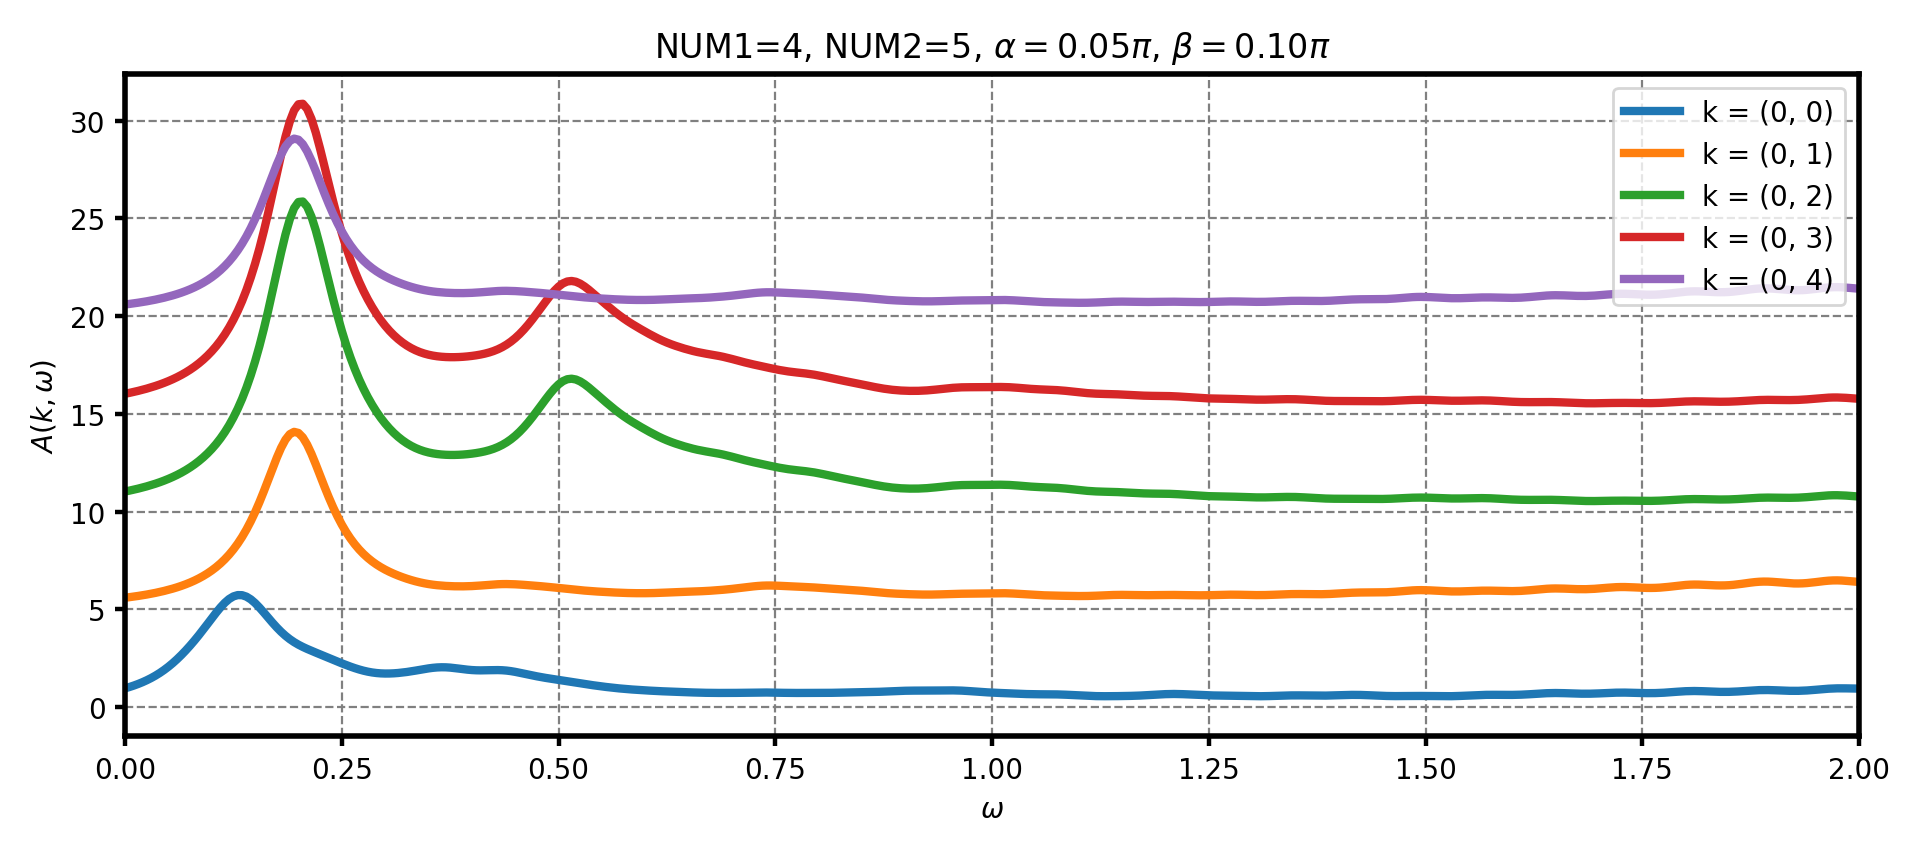 NUM1=4, NUM2=5, α = 0.05π, β = 0.10π
30
25
20
15
10
5
0
A(k, ω)
k = (0, 0)
k = (0, 1)
k = (0, 2)
k = (0, 3)
k = (0, 4)
0.00 0.25 0.50 0.75 1.00 1.25 1.50 1.75 2.00
ω